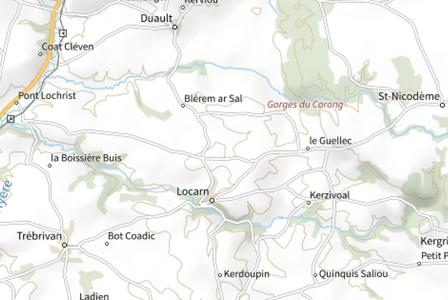 Kerviou
Duault
Coat Cléven
Pont Lochrist
Blérem ar Sal
Gorges du Corong
St-Nicodème
le Guellec
la Boissière Buis
Locarn
Kerzivoal
Trébrivan
Bot Coadic
Kergri
Petit P
Kerdoupin
Quinquis Saliou
Ladien